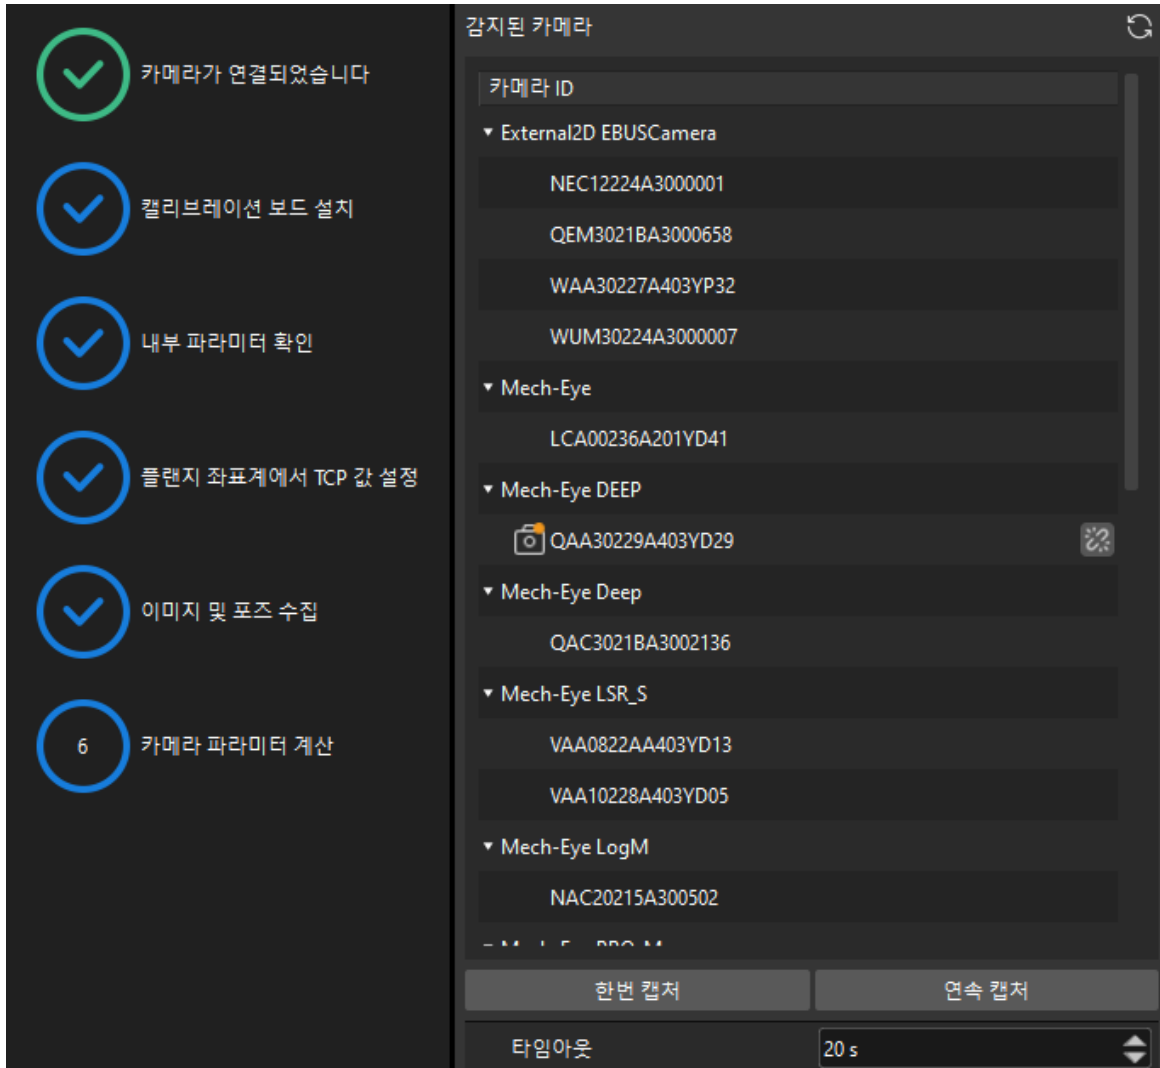 카메라가 연결되었습니다
캘리브레이션 보드 설치
내부 파라미터 확인
플랜지 좌표계에서 TCP 값 설정
이미지 및 포즈 수집
6 카메라 파라미터 계산
감지된 카메라
카메라 ID
External2D EBUSCamera
NEC12224A3000001
QEM3021BA3000658
WAA30227A403YP32
WUM30224A3000007
Mech-Eye
LCA00236A201YD41
Mech-Eye DEEP
QAA30229A403YD29
Mech-Eye Deep
QAC3021BA3002136
Mech-Eye LSR_S
VAA0822AA403YD13
VAA10228A403YD05
Mech-Eye LogM
NAC20215A300502
한번 캡처
연속 캡처
타임아웃
20 s